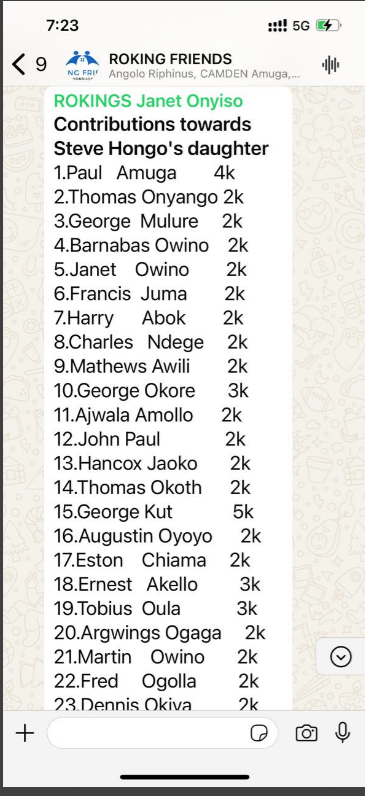 7:23
5G
9
ROKING FRIENDS
Angolo Riphinus, CAMDEN Amuga,...
ROKINGS Janet Onyiso
Contributions towards
Steve Hongo's daughter
1.Paul Amuga 4k
2.Thomas Onyango 2k
3.George Mulure 2k
4.Barnabas Owino 2k
5.Janet Owino 2k
6.Francis Juma 2k
7.Harry Abok 2k
8.Charles Ndege 2k
9.Mathews Awili 2k
10.George Okore 3k
11.Ajwala Amollo 2k
12.John Paul 2k
13.Hancox Jaoko 2k
14.Thomas Okoth 2k
15.George Kut 5k
16.Augustin Oyoyo 2k
17.Eston Chiama 2k
18.Ernest Akello 3k
19.Tobius Oula 3k
20.Argwings Ogaga 2k
21.Martin Owino 2k
22.Fred Ogolla 2k
23.Dennis Okiya 2k